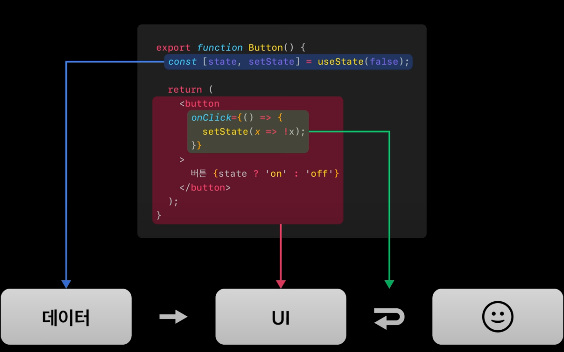 export function Button() {
const [state, setState] = useState(false);
return (
<button
onClick={() => {
setState(x => !x);
}}
>
버튼 {state ? 'on' : 'off'}
</button>
);
}
데이터
UI